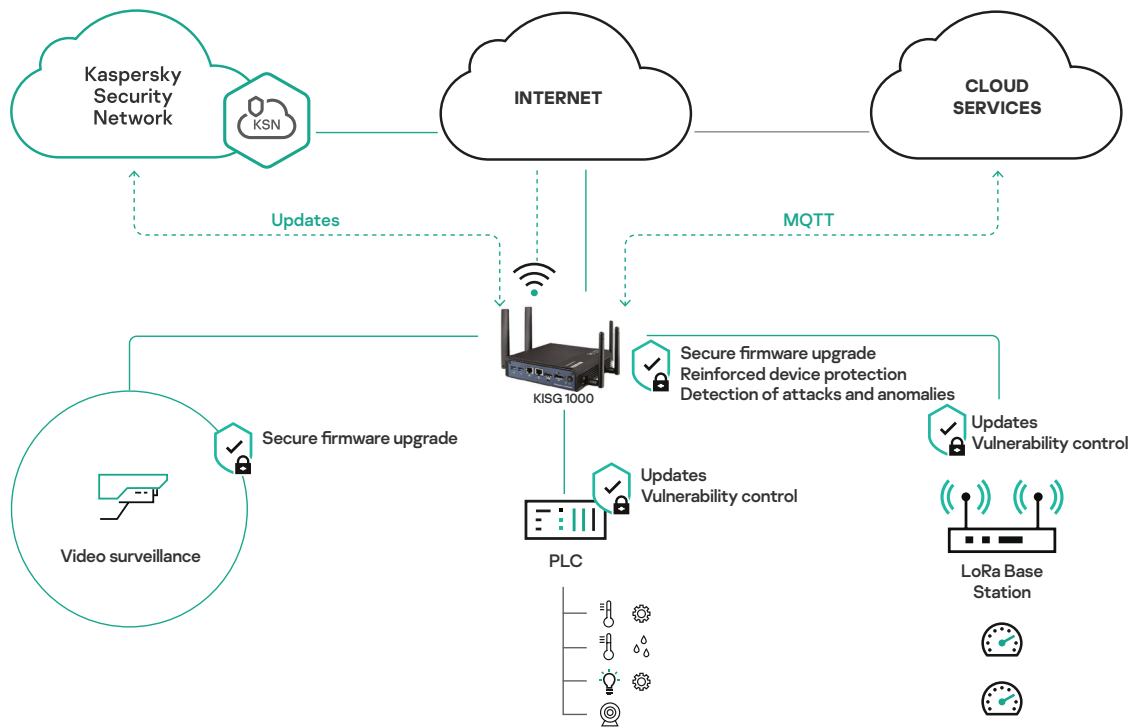 Kaspersky
Security
Network
KSN
INTERNET
CLOUD
SERVICES
Updates
MQTT
KISG 1000
Secure firmware upgrade
Reinforced device protection
Detection of attacks and anomalies
Secure firmware upgrade
Updates
Vulnerability control
Updates
Vulnerability control
Video surveillance
PLC
LoRa Base
Station